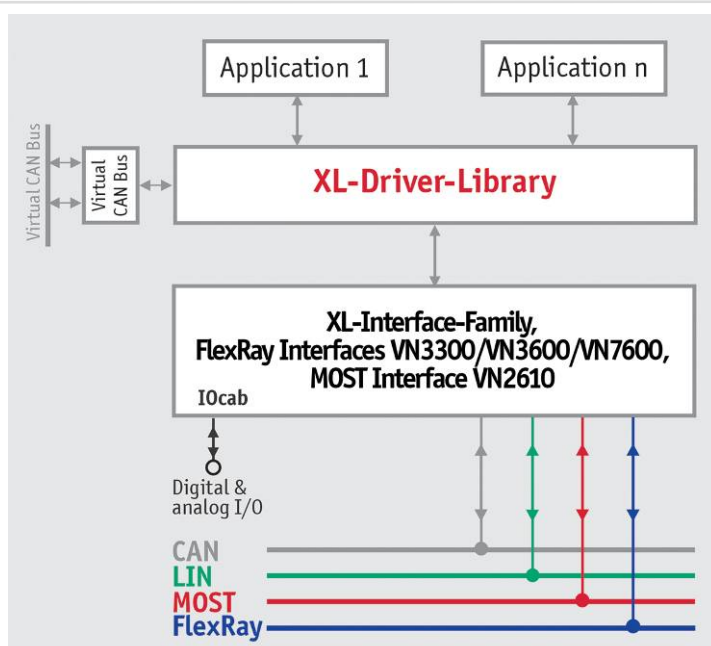 Application 1
Application n
Virtual CAN Bus
Virtual
CAN Bus
XL-Driver-Library
XL-Interface-Family,
FlexRay Interfaces VN3300/VN3600/VN7600,
MOST Interface VN2610
IOcab
Digital &
analog I/O
CAN
LIN
MOST
FlexRay